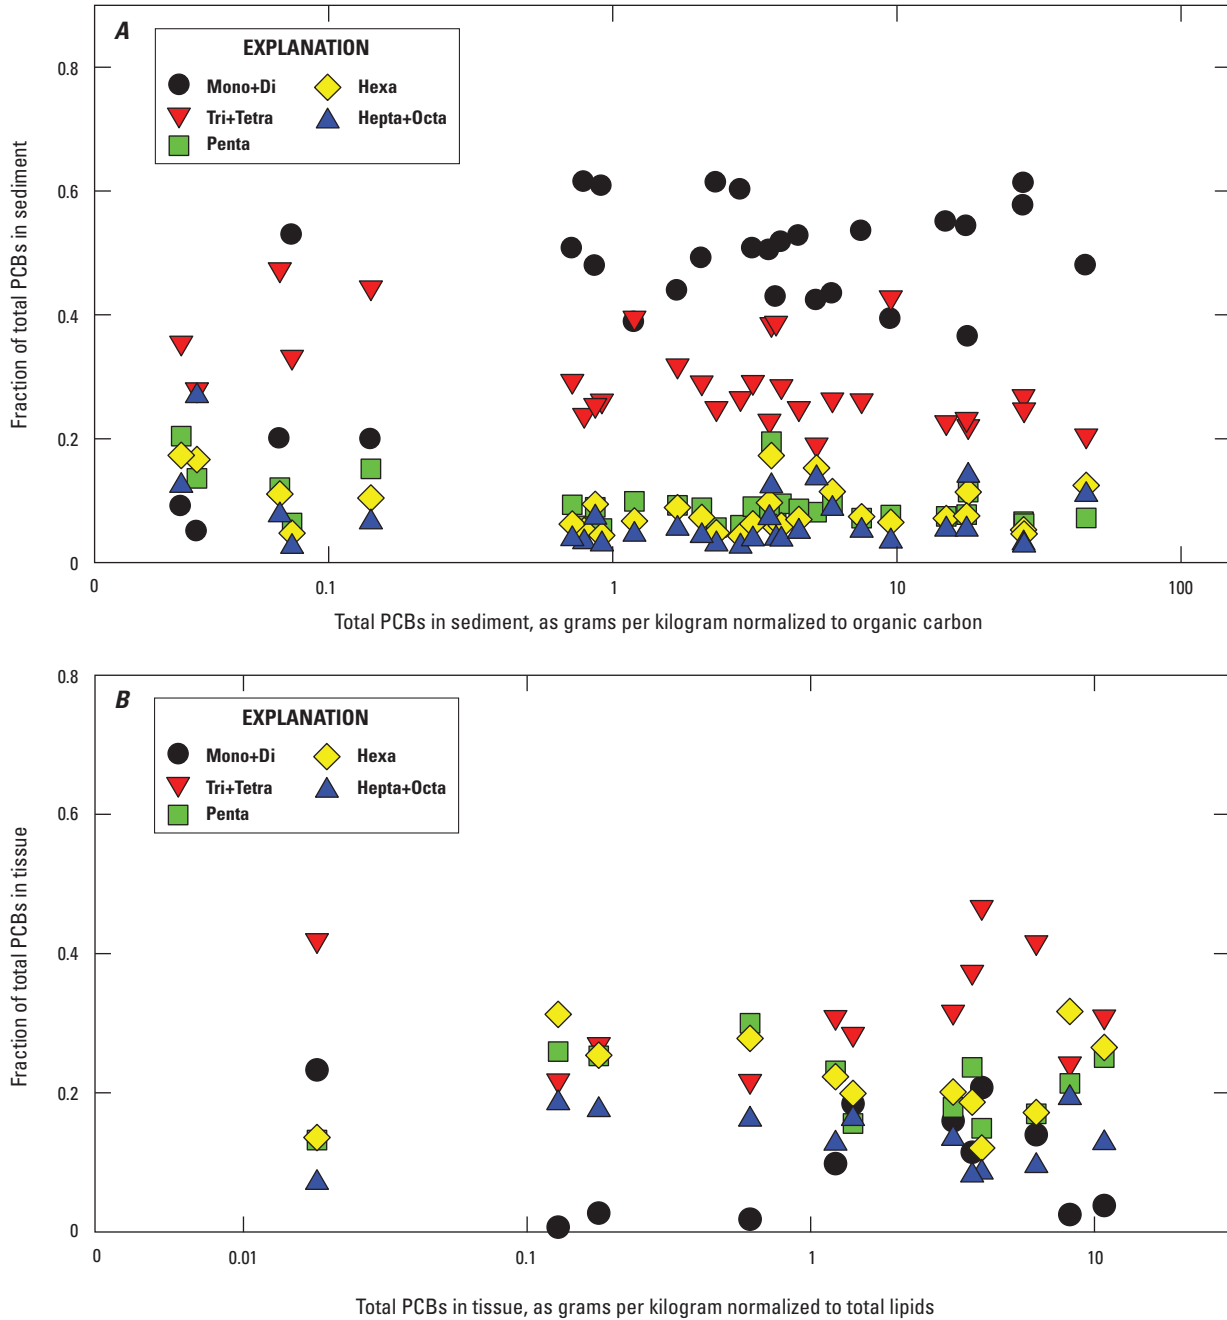 A
EXPLANATION
Mono+Di
Hexa
Tri+Tetra
Hepta+Octa
Penta
0.8
0.6
0.4
0.2
0
Fraction of total PCBs in sediment
0
0.1
1
10
100
Total PCBs in sediment, as grams per kilogram normalized to organic carbon
B
EXPLANATION
Mono+Di
Hexa
Tri+Tetra
Hepta+Octa
Penta
0.8
0.6
0.4
0.2
0
Fraction of total PCBs in tissue
0
0.01
0.1
1
10
Total PCBs in tissue, as grams per kilogram normalized to total lipids